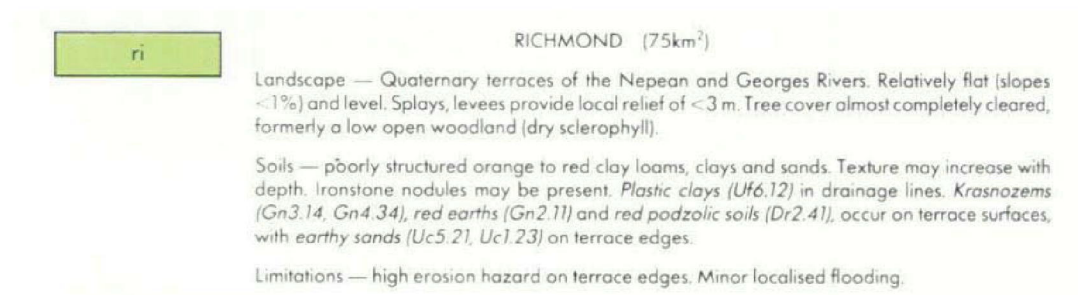 ri
RICHMOND (75km²)
Landscape — Quaternary terraces of the Nepean and Georges Rivers. Relatively flat (slopes
<1%) and level. Splays, levees provide local relief of <3 m. Tree cover almost completely cleared,
formerly a low open woodland (dry sclerophyll).
Soils — poorly structured orange to red clay loams, clays and sands. Texture may increase with
depth. Ironstone nodules may be present. Plastic clays (Uf6.12) in drainage lines. Krasnozems
(Gn3.14, Gn4.34), red earths (Gn2.11) and red podzolic soils (Dr2.41), occur on terrace surfaces,
with earthy sands (Uc5.21, Uc1.23) on terrace edges.
Limitations — high erosion hazard on terrace edges. Minor localised flooding.